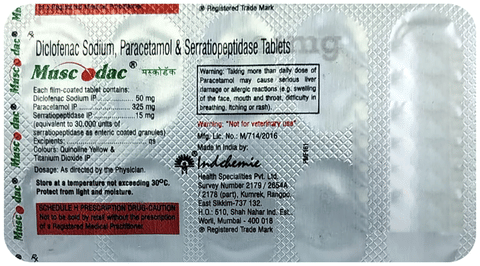 ® Registered Trade Mark
Diclofenac Sodium, Paracetamol & Serratiopeptidase Tablets
Muscodac® मस्कोडॅक
Each film-coated tablet contains:
Diclofenac Sodium IP 50 mg
Paracetamol IP 325 mg
Serratiopeptidase IP 15 mg
(equivalent to 30,000 units of
serratiopeptidase as enteric coated granules)
Excipients: qs
Colours: Quinoline Yellow &
Titanium Dioxide IP
Dosage: As directed by the Physician.
Store at a temperature not exceeding 30ºC.
Protect from light and moisture.
SCHEDULE H PRESCRIPTION DRUG-CAUTION
Not to be sold by retail without the prescription
of a Registered Medical Practitioner.
Warning: Taking more than daily dose of
Paracetamol may cause serious liver
damage or allergic reactions (e.g. swelling
of the face, mouth and throat, difficulty in
breathing, itching or rash).
Warning: "Not for veterinary use"
Mfg. Lic. No.: M/714/2016
Made in India by:
Indchemie
Health Specialities Pvt. Ltd.
Survey Number 2179 / 2654A
/ 2178 (part), Kumrek, Rangpo,
East Sikkim-737 132.
H.O.: 510, Shah Nahar Ind. Est.,
Worli, Mumbai - 400 018
® Registered Trade Mark
Rx